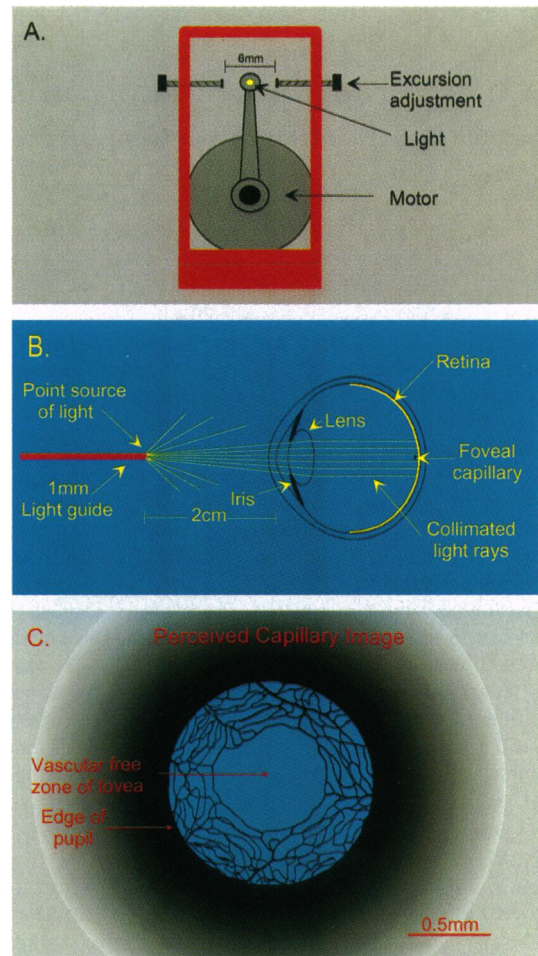 A.
6mm
Excursion
adjustment
Light
Motor
B.
Point source
of light
1mm
Light guide
2cm
Lens
Iris
Retina
Foveal
capillary
Collimated
light rays
C.
Perceived Capillary Image
Vascular free
zone of fovea
Edge of
pupil
0.5mm